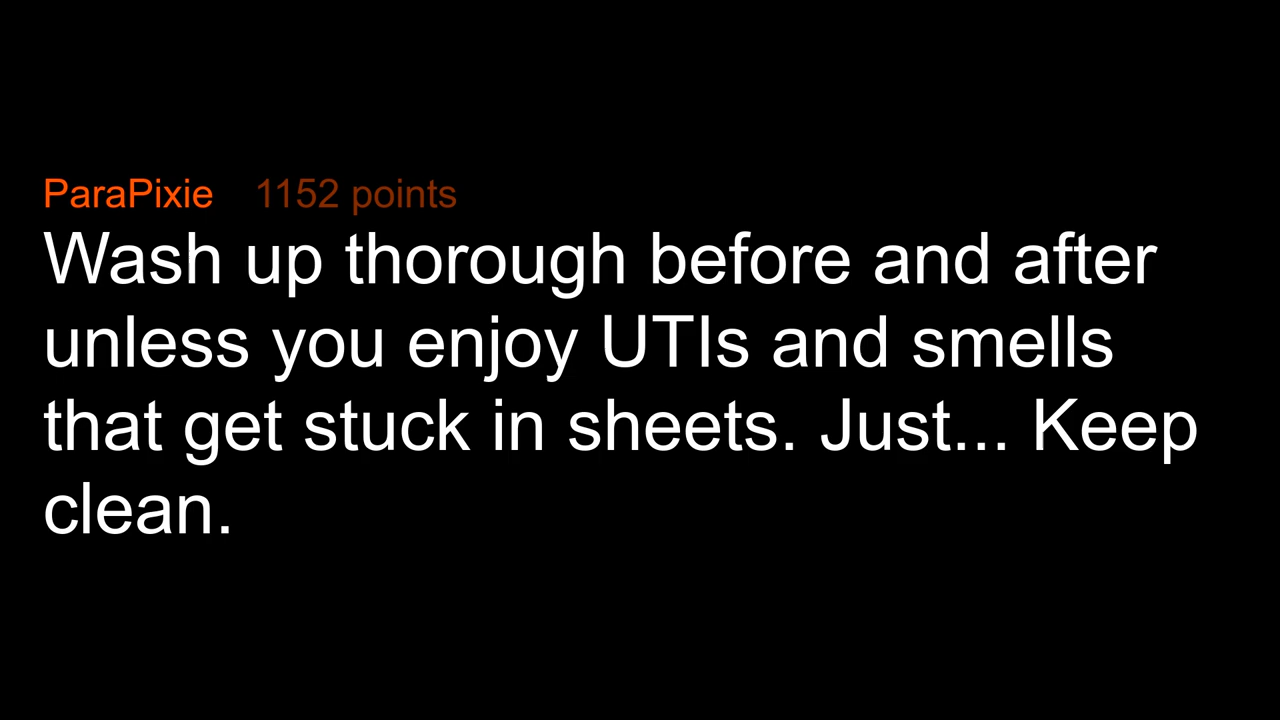 ParaPixie 1152 points
Wash up thorough before and after
unless you enjoy UTIs and smells
that get stuck in sheets. Just... Keep
clean.